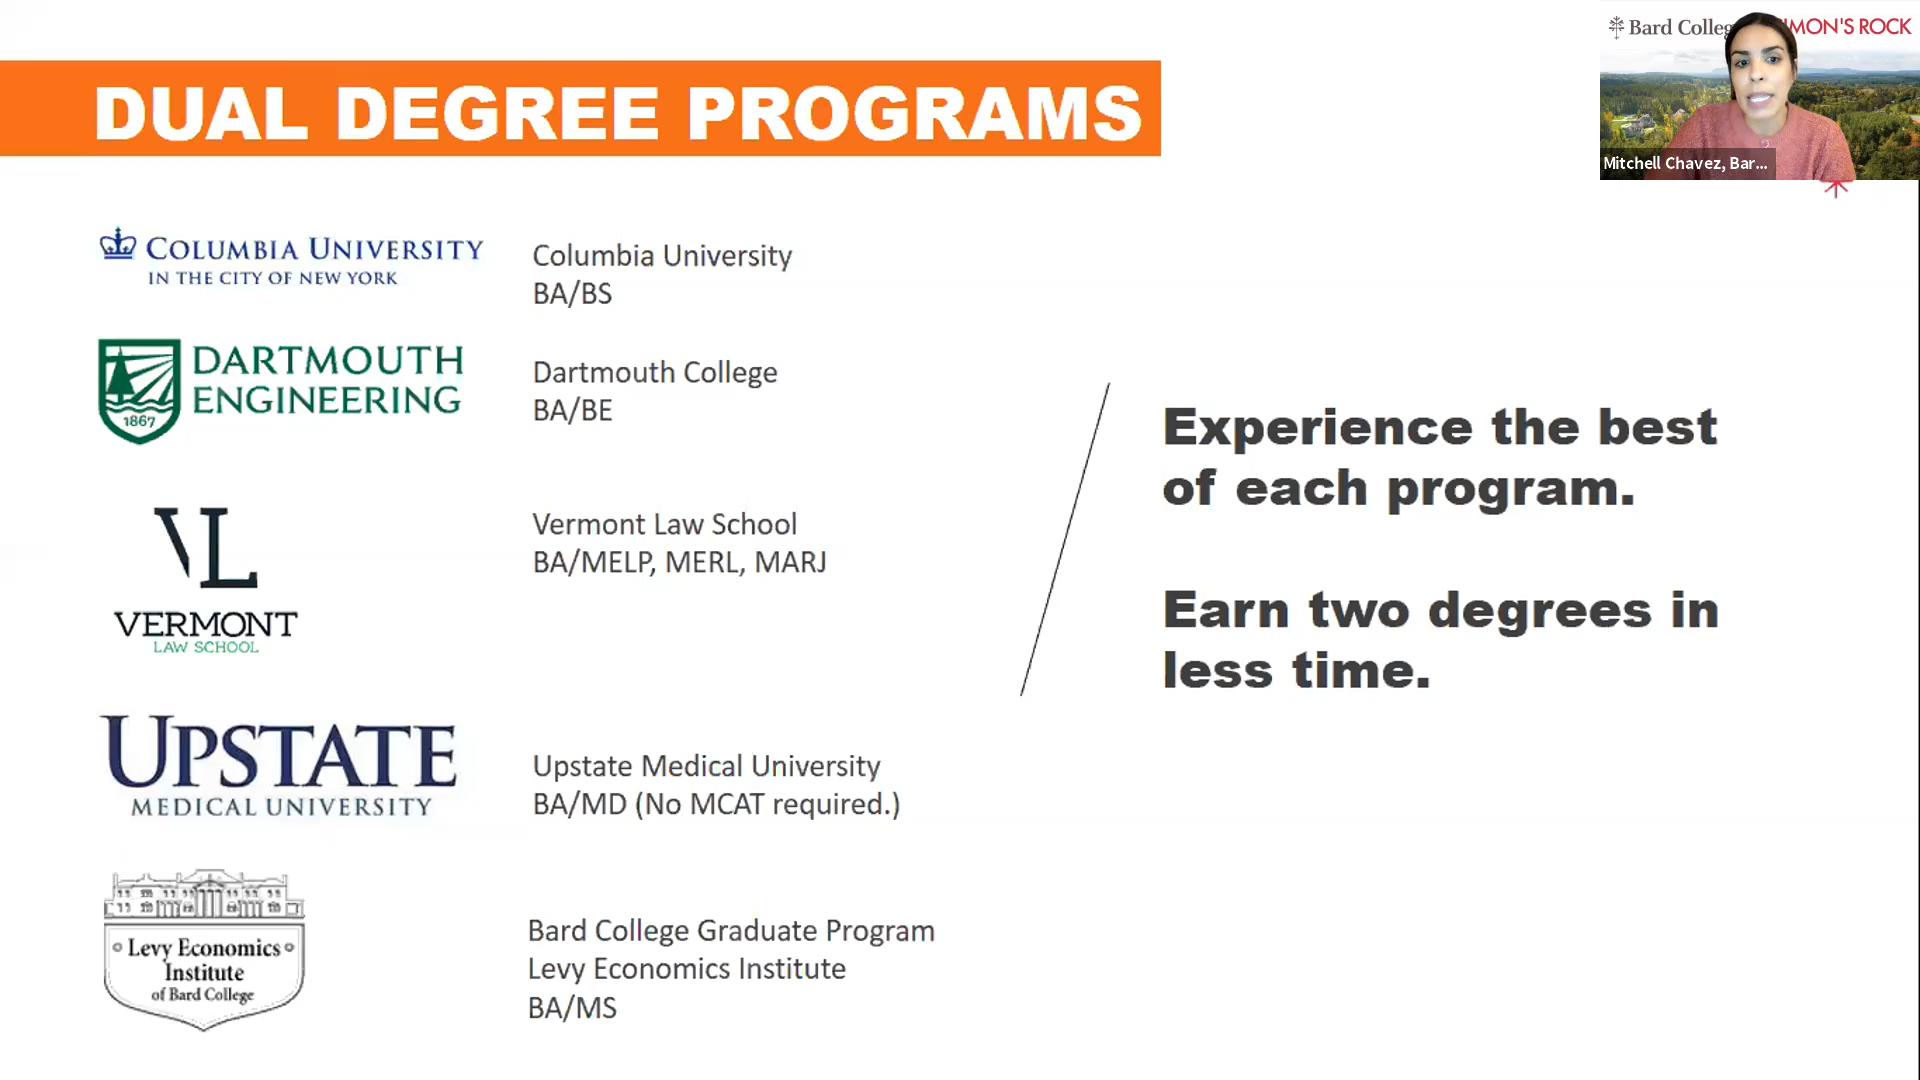 DUAL DEGREE PROGRAMS
Bard College
MON'S ROCK
Mitchell Chavez, Bar...
COLUMBIA UNIVERSITY
IN THE CITY OF NEW YORK
Columbia University
BA/BS
DARTMOUTH
ENGINEERING
1867
Dartmouth College
BA/BE
VL
VERMONT
LAW SCHOOL
Vermont Law School
BA/MELP, MERL, MARJ
Experience the best
of each program.
Earn two degrees in
less time.
UPSTATE
MEDICAL UNIVERSITY
Upstate Medical University
BA/MD (No MCAT required.)
Levy Economics
Institute
of Bard College
Bard College Graduate Program
Levy Economics Institute
BA/MS